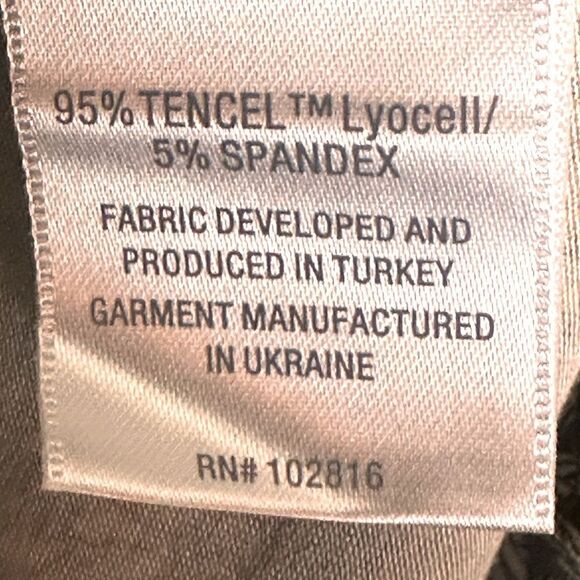 95% TENCEL™ Lyocell/
5% SPANDEX
FABRIC DEVELOPED AND
PRODUCED IN TURKEY
GARMENT MANUFACTURED
IN UKRAINE
RN# 102816